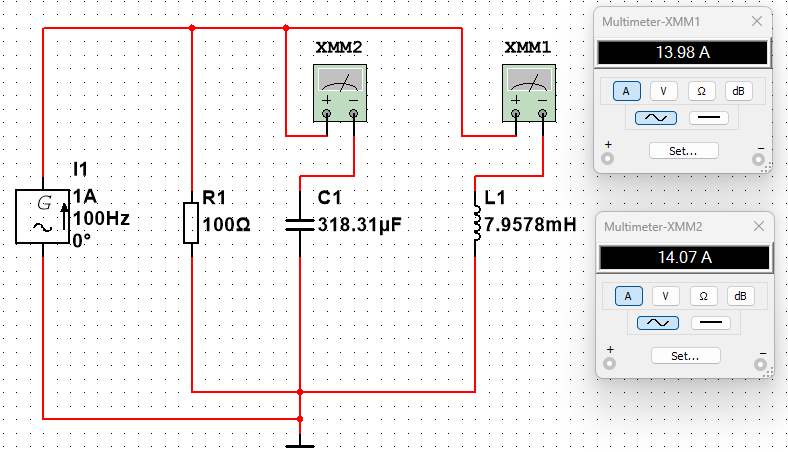 XMM2
XMM1
I1
G
1A
100Hz
0°
R1
100Ω
C1
318.31µF
L1
7.9578mH
+ −
+ −
Multimeter-XMM1
13.98 A
A V Ω dB
+ Set... −
Multimeter-XMM2
14.07 A
A V Ω dB
+ Set... −